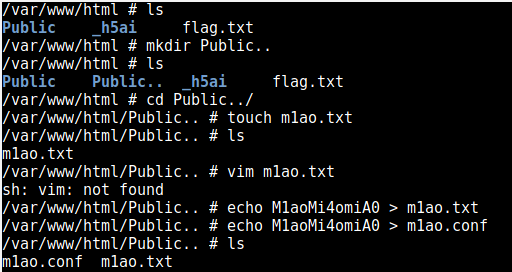 /var/www/html # ls
Public    _h5ai     flag.txt
/var/www/html # mkdir Public..
/var/www/html # ls
Public    Public..  _h5ai     flag.txt
/var/www/html # cd Public../
/var/www/html/Public.. # touch m1ao.txt
/var/www/html/Public.. # ls
m1ao.txt
/var/www/html/Public.. # vim m1ao.txt
sh: vim: not found
/var/www/html/Public.. # echo M1aoMi4omiA0 > m1ao.txt
/var/www/html/Public.. # echo M1aoMi4omiA0 > m1ao.conf
/var/www/html/Public.. # ls
m1ao.conf  m1ao.txt